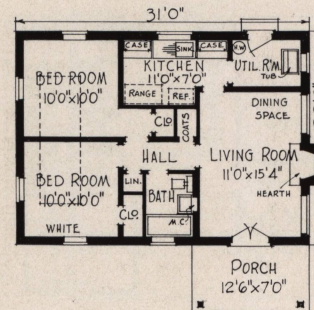 31'0"
CASE
SINK
CASE
H.W.
KITCHEN
11'0"x7'0"
UTIL. R'M.
TUB
BED ROOM
10'0"x10'0"
RANGE
REF.
CLO
COATS
DINING
SPACE
HALL
LIVING ROOM
11'0"x15'4"
HEARTH
BED ROOM
10'0"x10'0"
LIN.
BATH
CLO.
M.C.
WHITE
PORCH
12'6"x7'0"